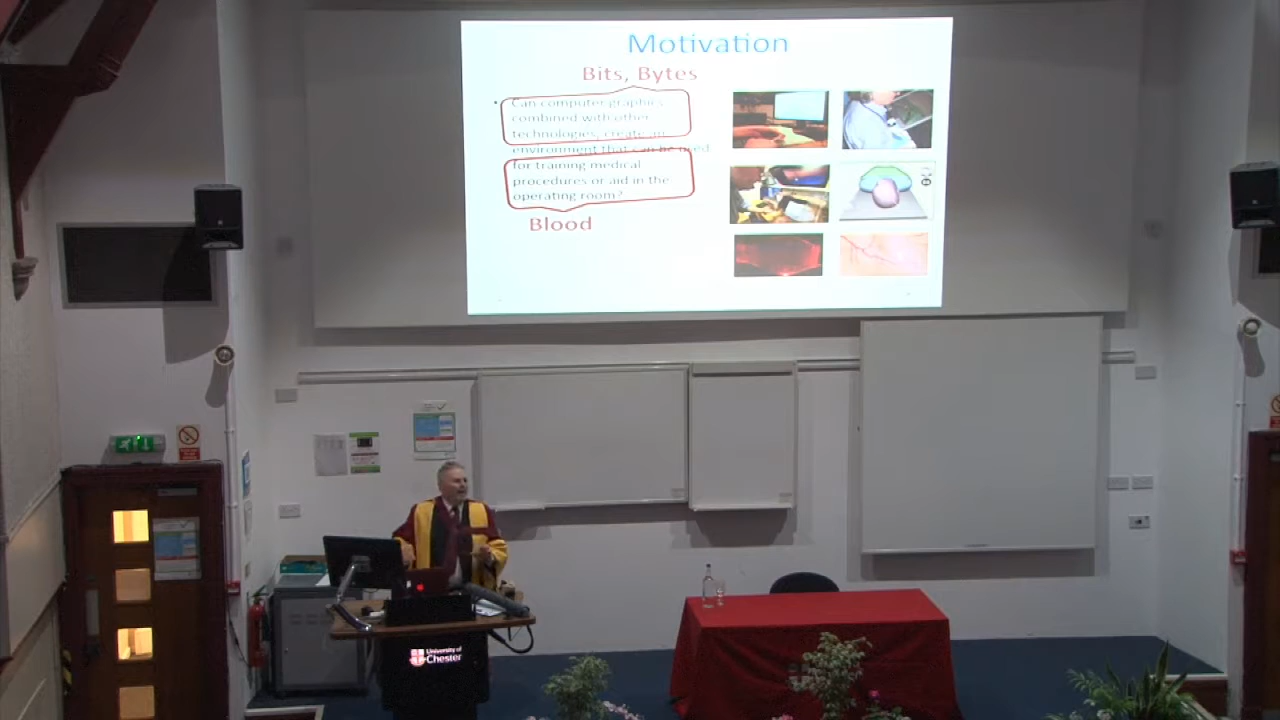 Motivation
Bits, Bytes
• Can computer graphics
combined with other
technologies, create an
environment that can be used
for training medical
procedures or aid in the
operating room?
Blood
University of
Chester